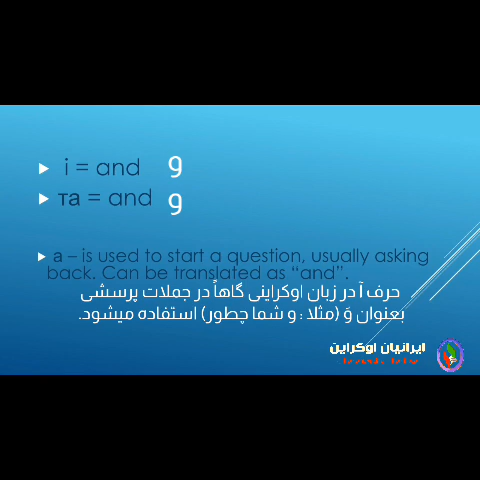 і = and و
та = and و
а – is used to start a question, usually asking
back. Can be translated as “and”.
حرف آ در زبان اوکراینی گاهاً در جملات پرسشی
بعنوان وَ (مثلا : و شما چطور) استفاده میشود.
ایرانیان اوکراین